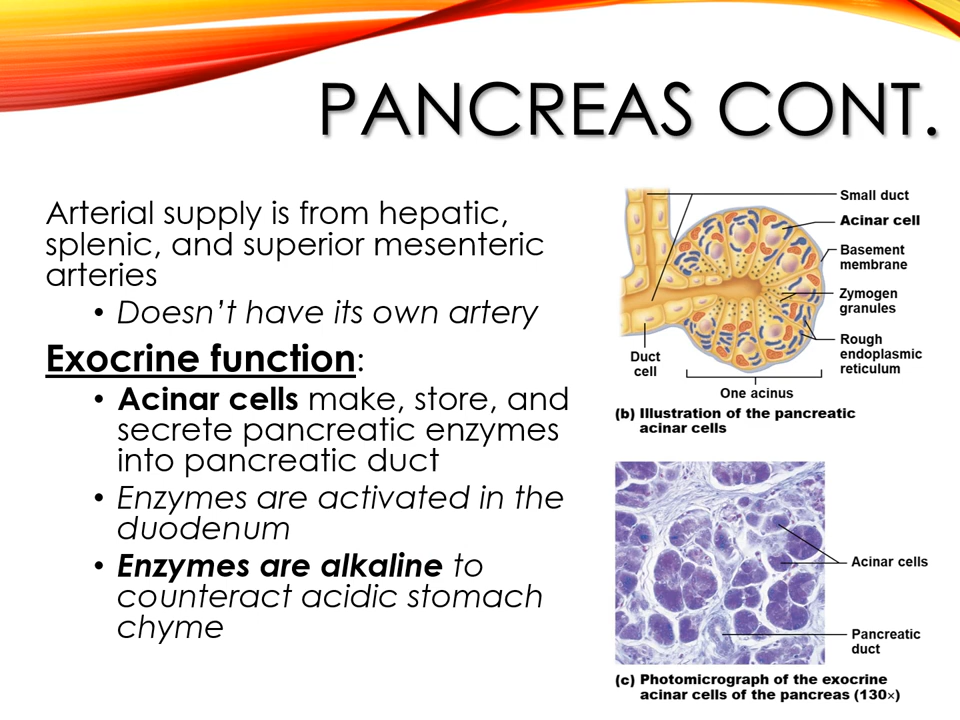 PANCREAS CONT.
Arterial supply is from hepatic,
splenic, and superior mesenteric
arteries
• Doesn't have its own artery
Exocrine function:
• Acinar cells make, store, and
secrete pancreatic enzymes
into pancreatic duct
• Enzymes are activated in the
duodenum
• Enzymes are alkaline to
counteract acidic stomach
chyme
Small duct
Acinar cell
Basement
membrane
Zymogen
granules
Rough
endoplasmic
reticulum
Duct
cell
One acinus
(b) Illustration of the pancreatic
acinar cells
Acinar cells
Pancreatic
duct
(c) Photomicrograph of the exocrine
acinar cells of the pancreas (130×)